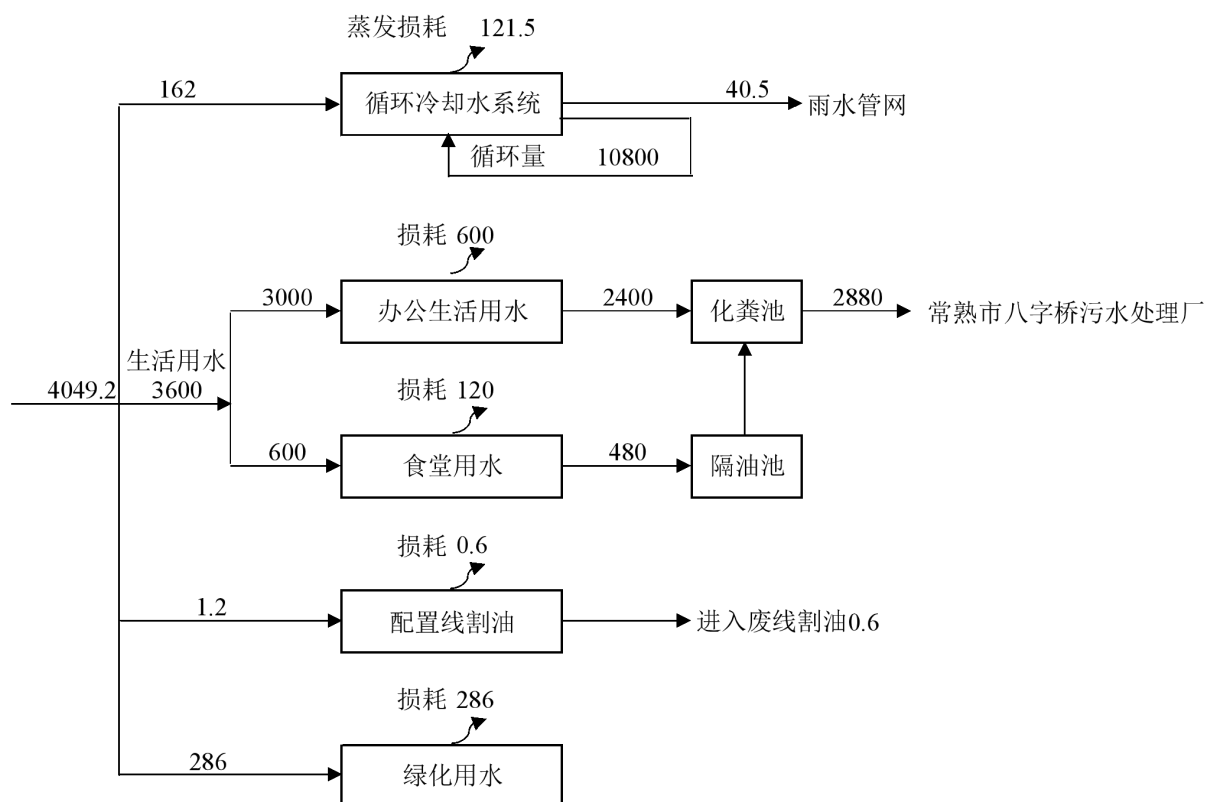 蒸发损耗 121.5
162
循环冷却水系统
40.5
雨水管网
循环量 10800
损耗 600
3000
办公生活用水
2400
化粪池
2880
常熟市八字桥污水处理厂
生活用水
4049.2
3600
损耗 120
600
食堂用水
480
隔油池
损耗 0.6
1.2
配置线割油
进入废线割油0.6
损耗 286
286
绿化用水